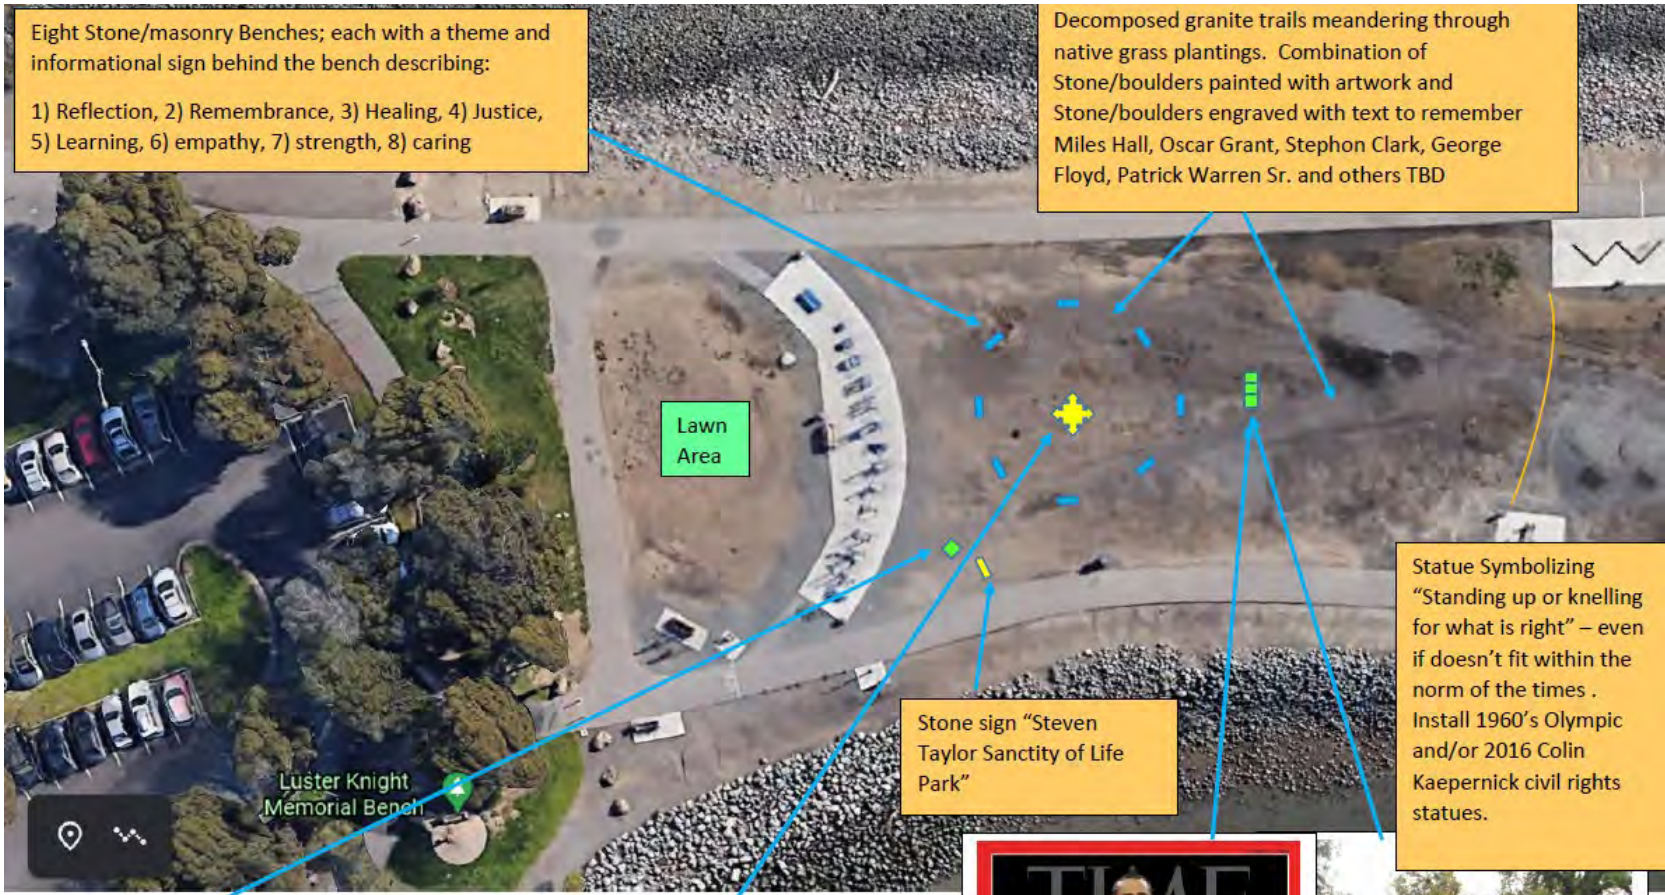 Eight Stone/masonry Benches; each with a theme and
informational sign behind the bench describing:
1) Reflection, 2) Remembrance, 3) Healing, 4) Justice,
5) Learning, 6) empathy, 7) strength, 8) caring
Decomposed granite trails meandering through
native grass plantings.  Combination of
Stone/boulders painted with artwork and
Stone/boulders engraved with text to remember
Miles Hall, Oscar Grant, Stephon Clark, George
Floyd, Patrick Warren Sr. and others TBD
Lawn
Area
Statue Symbolizing
“Standing up or knelling
for what is right” – even
if doesn’t fit within the
norm of the times .
Install 1960’s Olympic
and/or 2016 Colin
Kaepernick civil rights
statues.
Stone sign “Steven
Taylor Sanctity of Life
Park”
Luster Knight
Memorial Bench
TIME